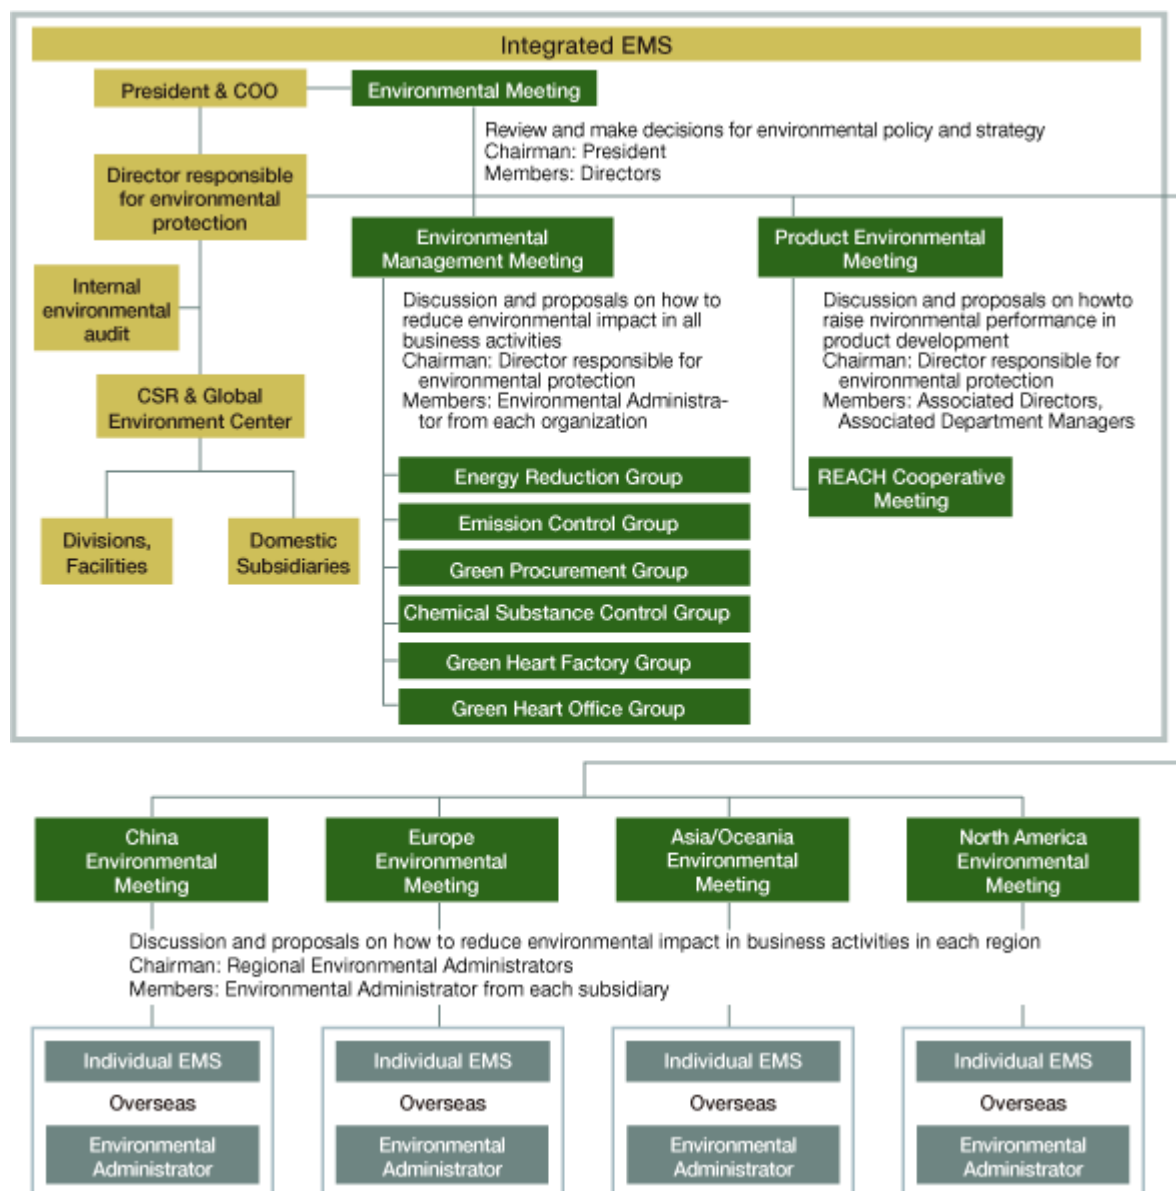 Integrated EMS
President & COO
Environmental Meeting
Review and make decisions for environmental policy and strategy
Chairman: President
Members: Directors
Director responsible
for environmental
protection
Environmental
Management Meeting
Product Environmental
Meeting
Internal
environmental
audit
Discussion and proposals on how to
reduce environmental impact in all
business activities
Chairman: Director responsible for
environmental protection
Members: Environmental Administra-
tor from each organization
Discussion and proposals on howto
raise nvironmental performance in
product development
Chairman: Director responsible for
environmental protection
Members: Associated Directors,
Associated Department Managers
CSR & Global
Environment Center
Divisions,
Facilities
Domestic
Subsidiaries
Energy Reduction Group
Emission Control Group
Green Procurement Group
Chemical Substance Control Group
Green Heart Factory Group
Green Heart Office Group
REACH Cooperative
Meeting
China
Environmental
Meeting
Europe
Environmental
Meeting
Asia/Oceania
Environmental
Meeting
North America
Environmental
Meeting
Discussion and proposals on how to reduce environmental impact in business activities in each region
Chairman: Regional Environmental Administrators
Members: Environmental Administrator from each subsidiary
Individual EMS
Overseas
Environmental
Administrator
Individual EMS
Overseas
Environmental
Administrator
Individual EMS
Overseas
Environmental
Administrator
Individual EMS
Overseas
Environmental
Administrator